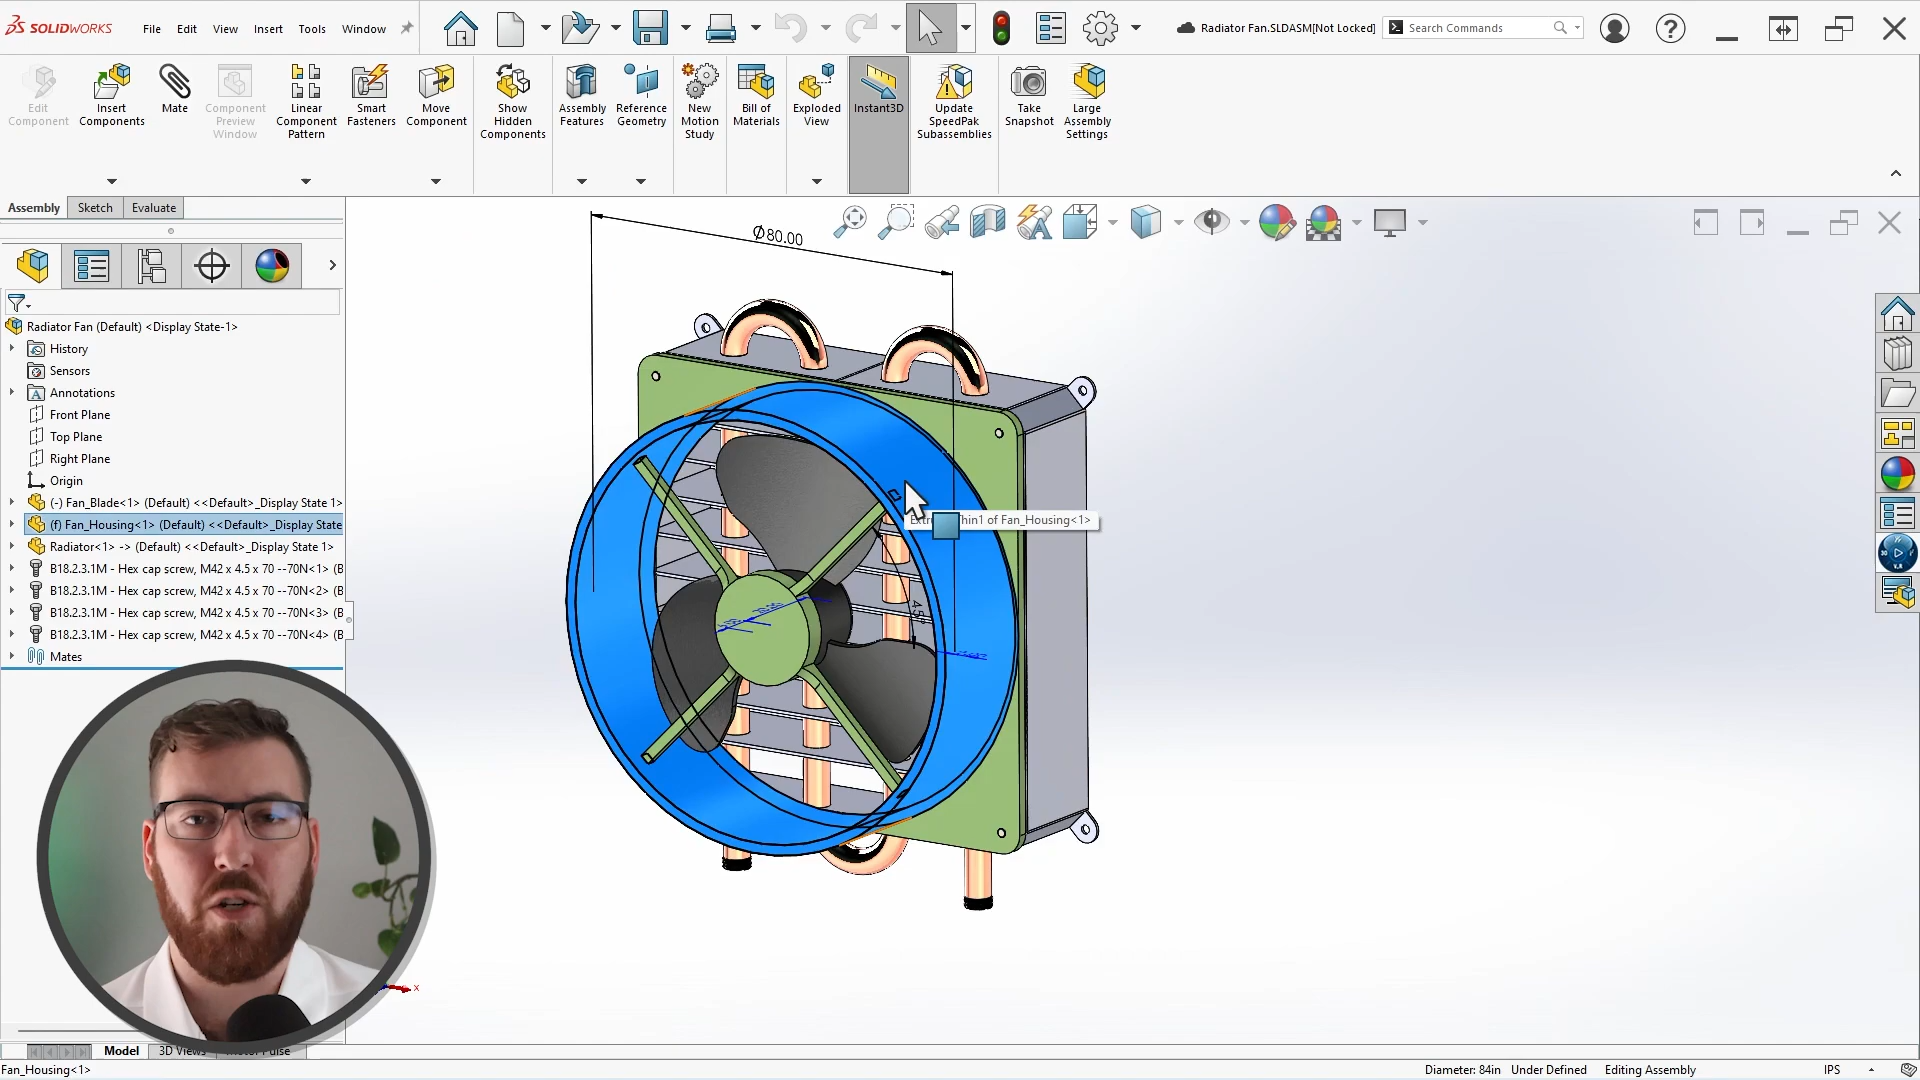 SOLIDWORKS
File Edit View Insert Tools Window
Radiator Fan.SLDASM[Not Locked]
Search Commands
Edit Component
Insert Components
Mate
Component Preview Window
Linear Component Pattern
Smart Fasteners
Move Component
Show Hidden Components
Assembly Features
Reference Geometry
New Motion Study
Bill of Materials
Exploded View
Instant3D
Update SpeedPak Subassemblies
Take Snapshot
Large Assembly Settings
Assembly Sketch Evaluate
Radiator Fan (Default) <Display State-1>
History
Sensors
Annotations
Front Plane
Top Plane
Right Plane
Origin
(-) Fan_Blade<1> (Default) <<Default>_Display State 1>
(f) Fan_Housing<1> (Default) <<Default>_Display State
Radiator<1> -> (Default) <<Default>_Display State 1>
B18.2.3.1M - Hex cap screw, M42 x 4.5 x 70 --70N<1> (B
B18.2.3.1M - Hex cap screw, M42 x 4.5 x 70 --70N<2> (B
B18.2.3.1M - Hex cap screw, M42 x 4.5 x 70 --70N<3> (B
B18.2.3.1M - Hex cap screw, M42 x 4.5 x 70 --70N<4> (B
Mates
Ø80.00
of Fan_Housing<1>
x
Model 3D Views
Fan_Housing<1>
Diameter: 84in Under Defined Editing Assembly IPS